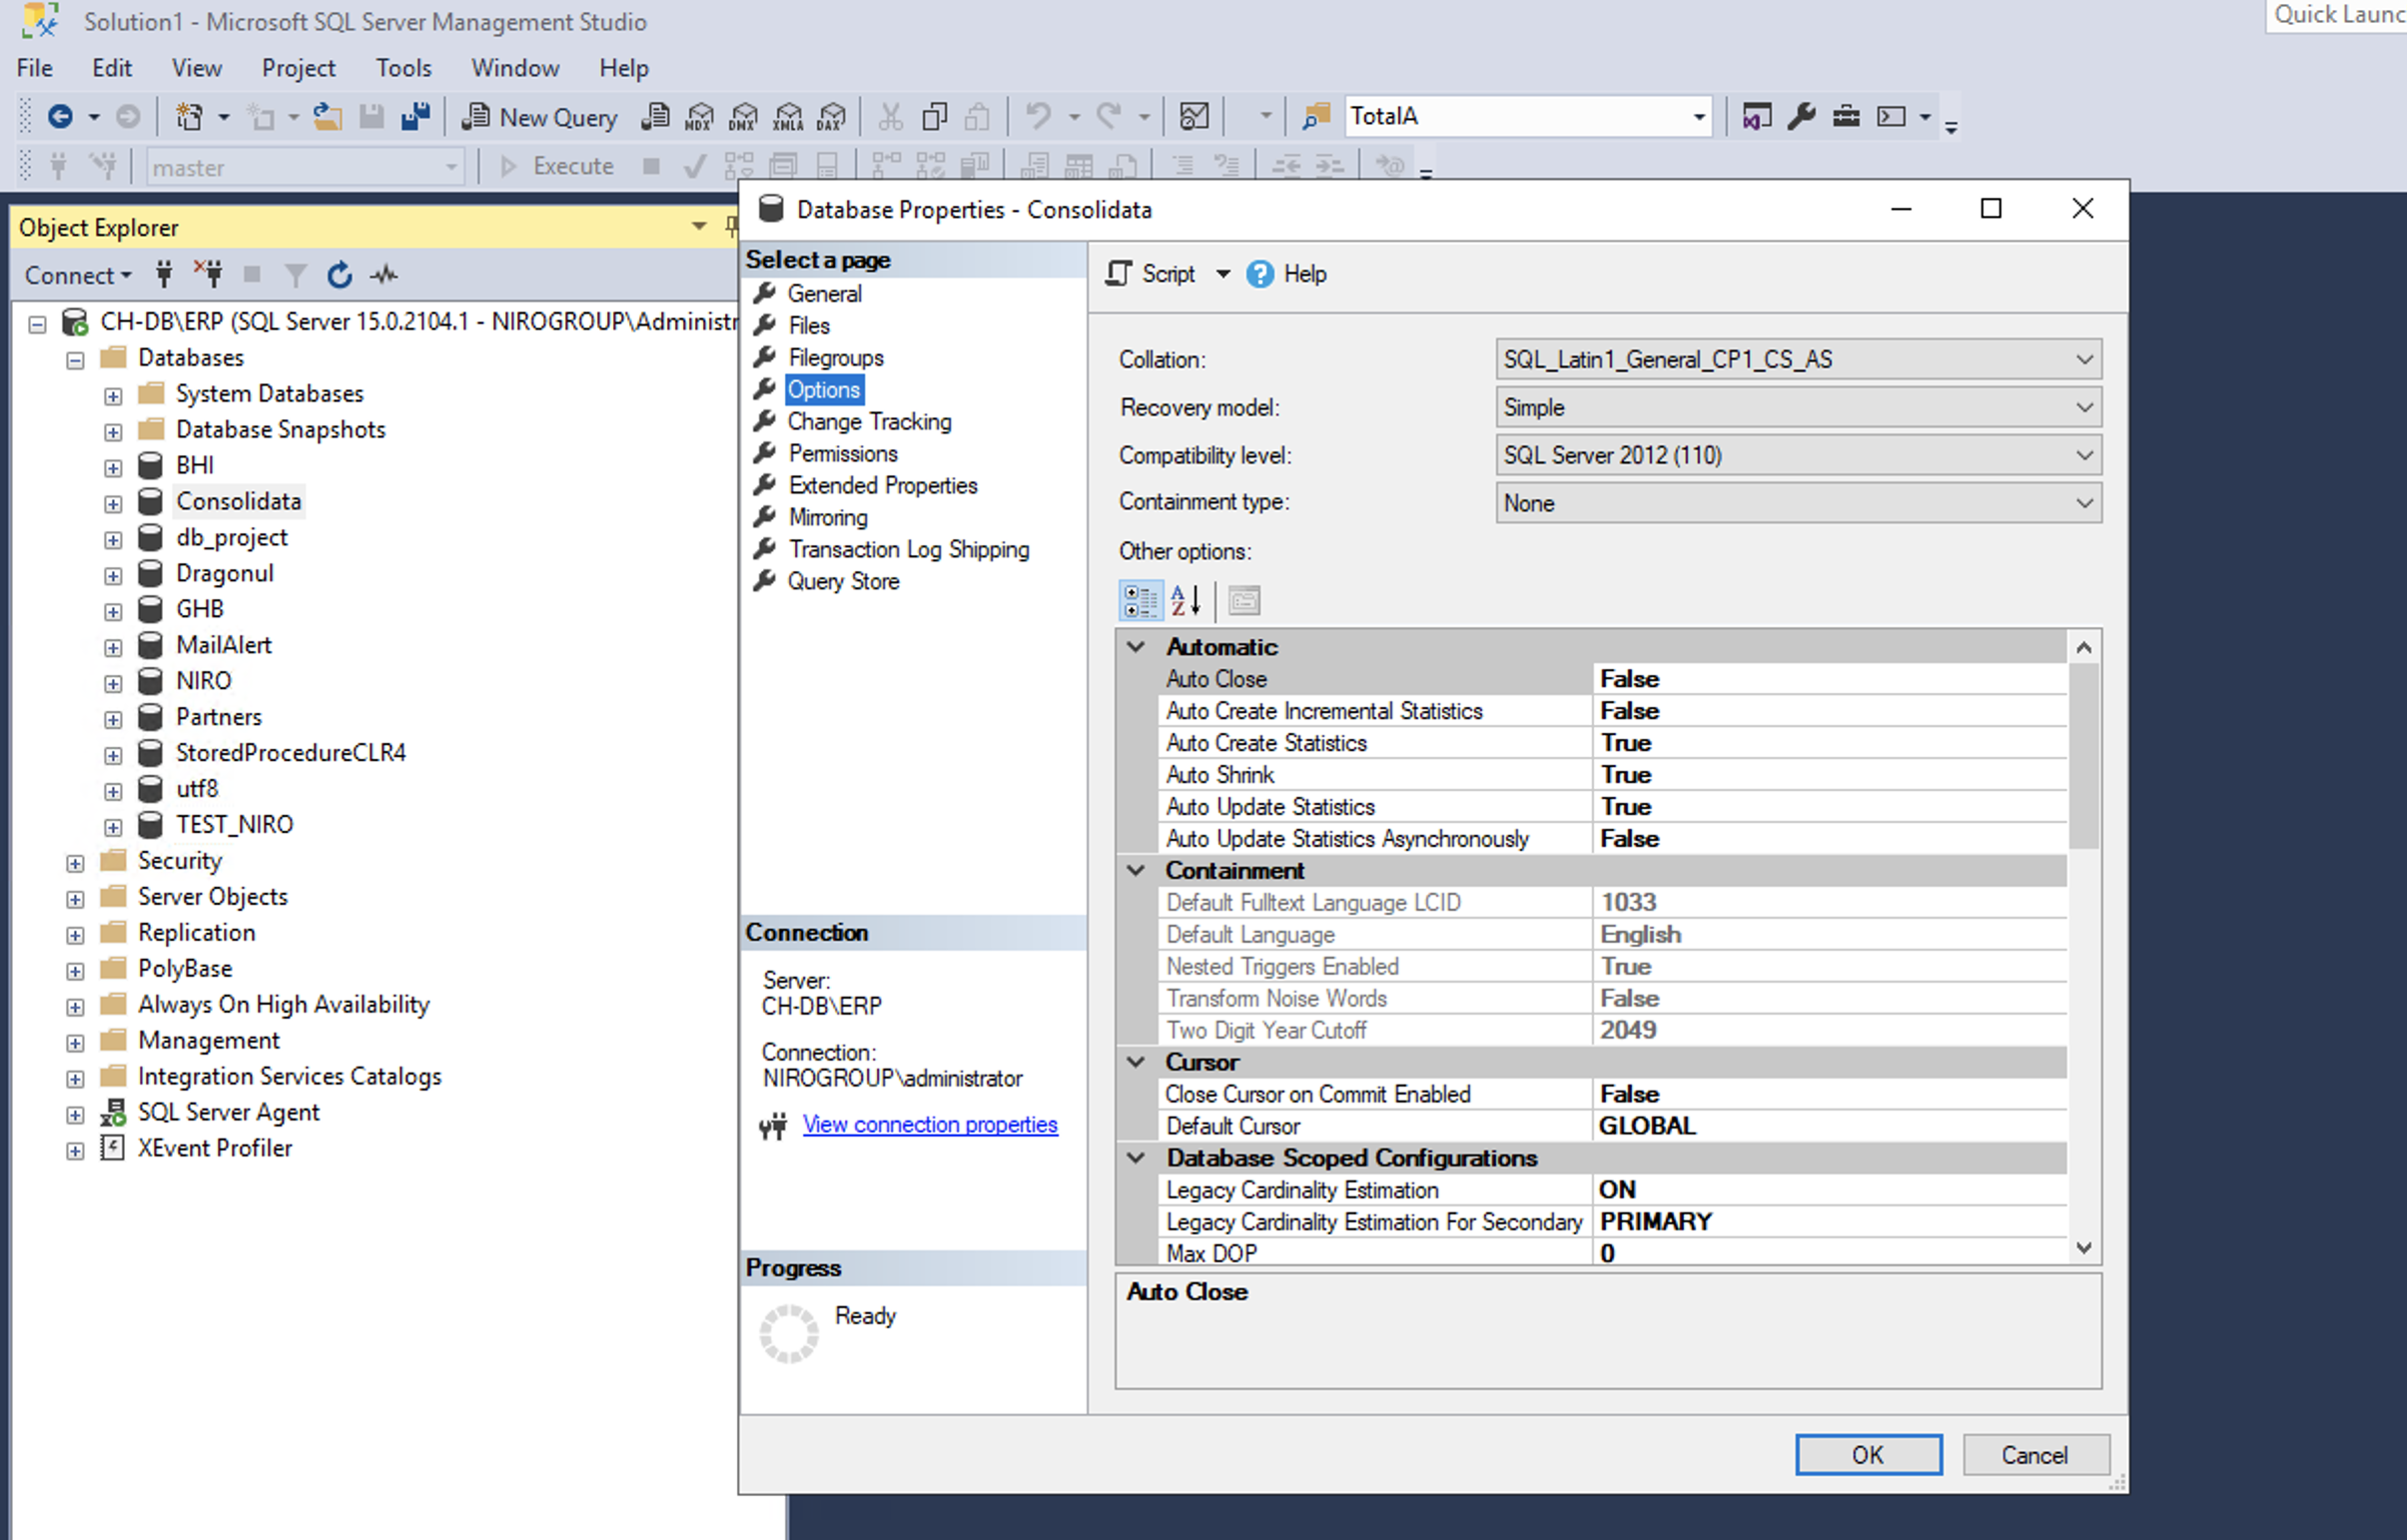 Solution1 - Microsoft SQL Server Management Studio
Quick Launc
File Edit View Project Tools Window Help
New Query MDX DMX XMLA DAX TotalA
master Execute
Object Explorer
Connect
CH-DB\ERP (SQL Server 15.0.2104.1 - NIROGROUP\Administr
Databases
System Databases
Database Snapshots
BHI
Consolidata
db_project
Dragonul
GHB
MailAlert
NIRO
Partners
StoredProcedureCLR4
utf8
TEST_NIRO
Security
Server Objects
Replication
PolyBase
Always On High Availability
Management
Integration Services Catalogs
SQL Server Agent
XEvent Profiler
Database Properties - Consolidata
Select a page
General
Files
Filegroups
Options
Change Tracking
Permissions
Extended Properties
Mirroring
Transaction Log Shipping
Query Store
Connection
Server:
CH-DB\ERP
Connection:
NIROGROUP\administrator
View connection properties
Progress
Ready
Script Help
Collation: SQL_Latin1_General_CP1_CS_AS
Recovery model: Simple
Compatibility level: SQL Server 2012 (110)
Containment type: None
Other options:
Automatic
Auto Close False
Auto Create Incremental Statistics False
Auto Create Statistics True
Auto Shrink True
Auto Update Statistics True
Auto Update Statistics Asynchronously False
Containment
Default Fulltext Language LCID 1033
Default Language English
Nested Triggers Enabled True
Transform Noise Words False
Two Digit Year Cutoff 2049
Cursor
Close Cursor on Commit Enabled False
Default Cursor GLOBAL
Database Scoped Configurations
Legacy Cardinality Estimation ON
Legacy Cardinality Estimation For Secondary PRIMARY
Max DOP 0
Auto Close
OK Cancel